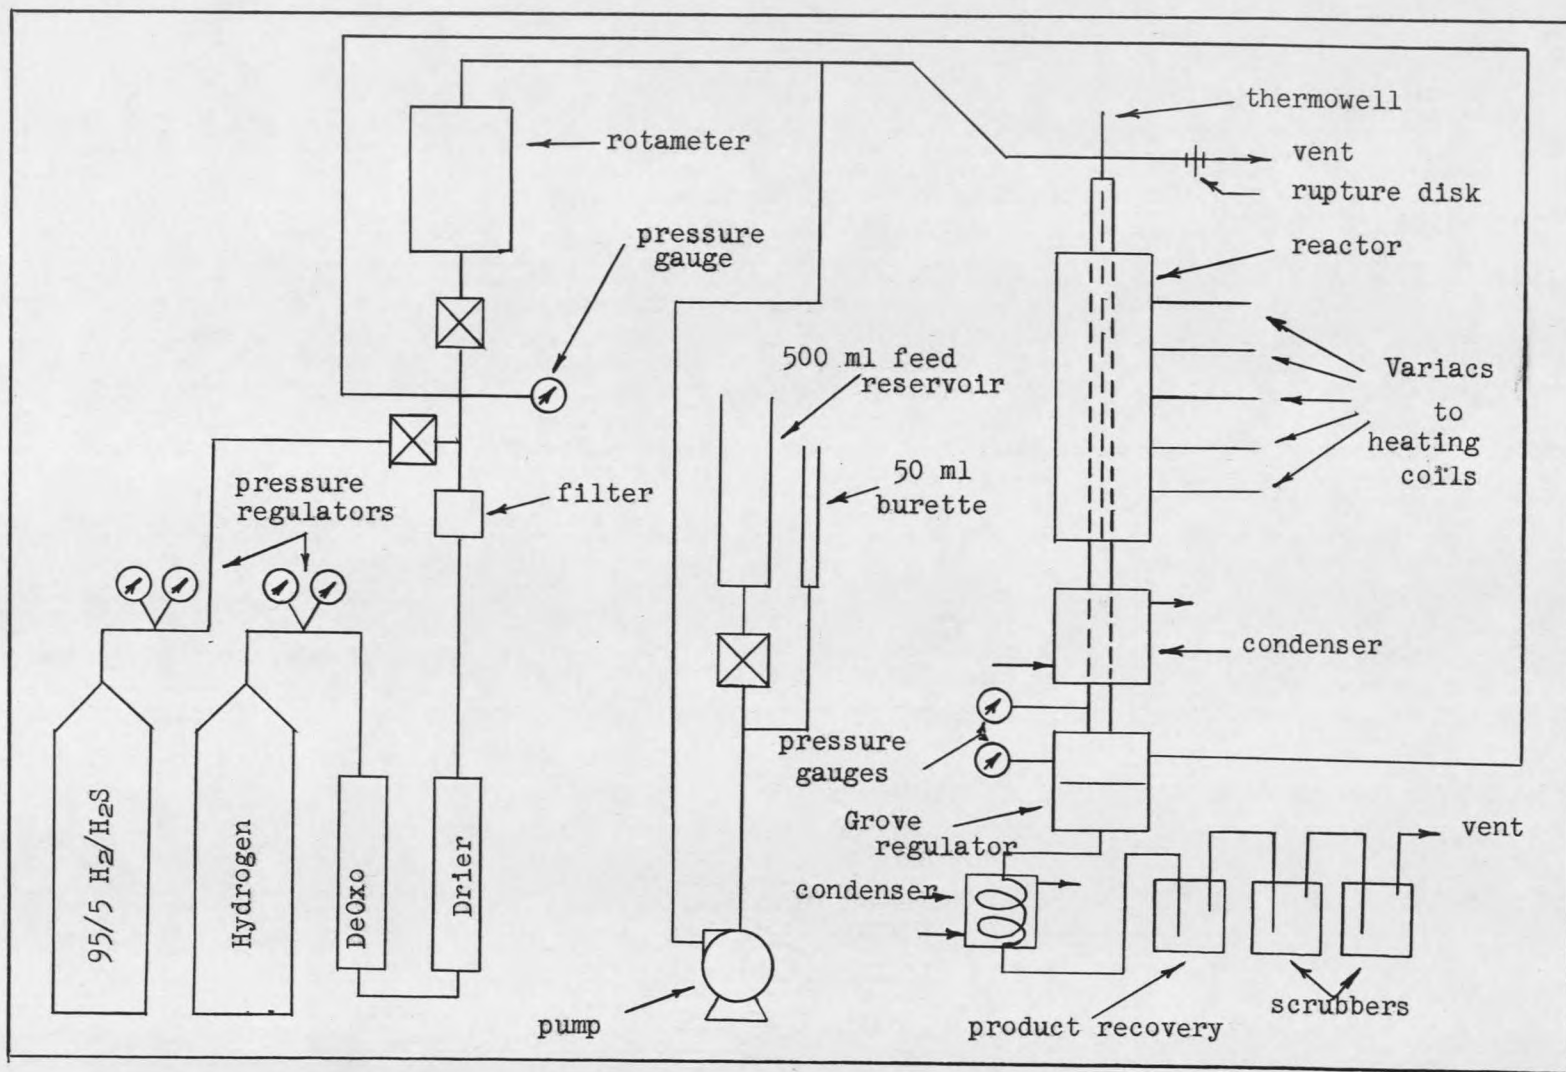 thermowell
rotameter
vent
rupture disk
pressure
gauge
reactor
500 ml feed
reservoir
Variacs
to
heating
coils
50 ml
burette
pressure
regulators
filter
condenser
pressure
gauges
Grove
regulator
vent
condenser
95/5 H2/H2S
Hydrogen
DeOxo
Drier
scrubbers
product recovery
pump